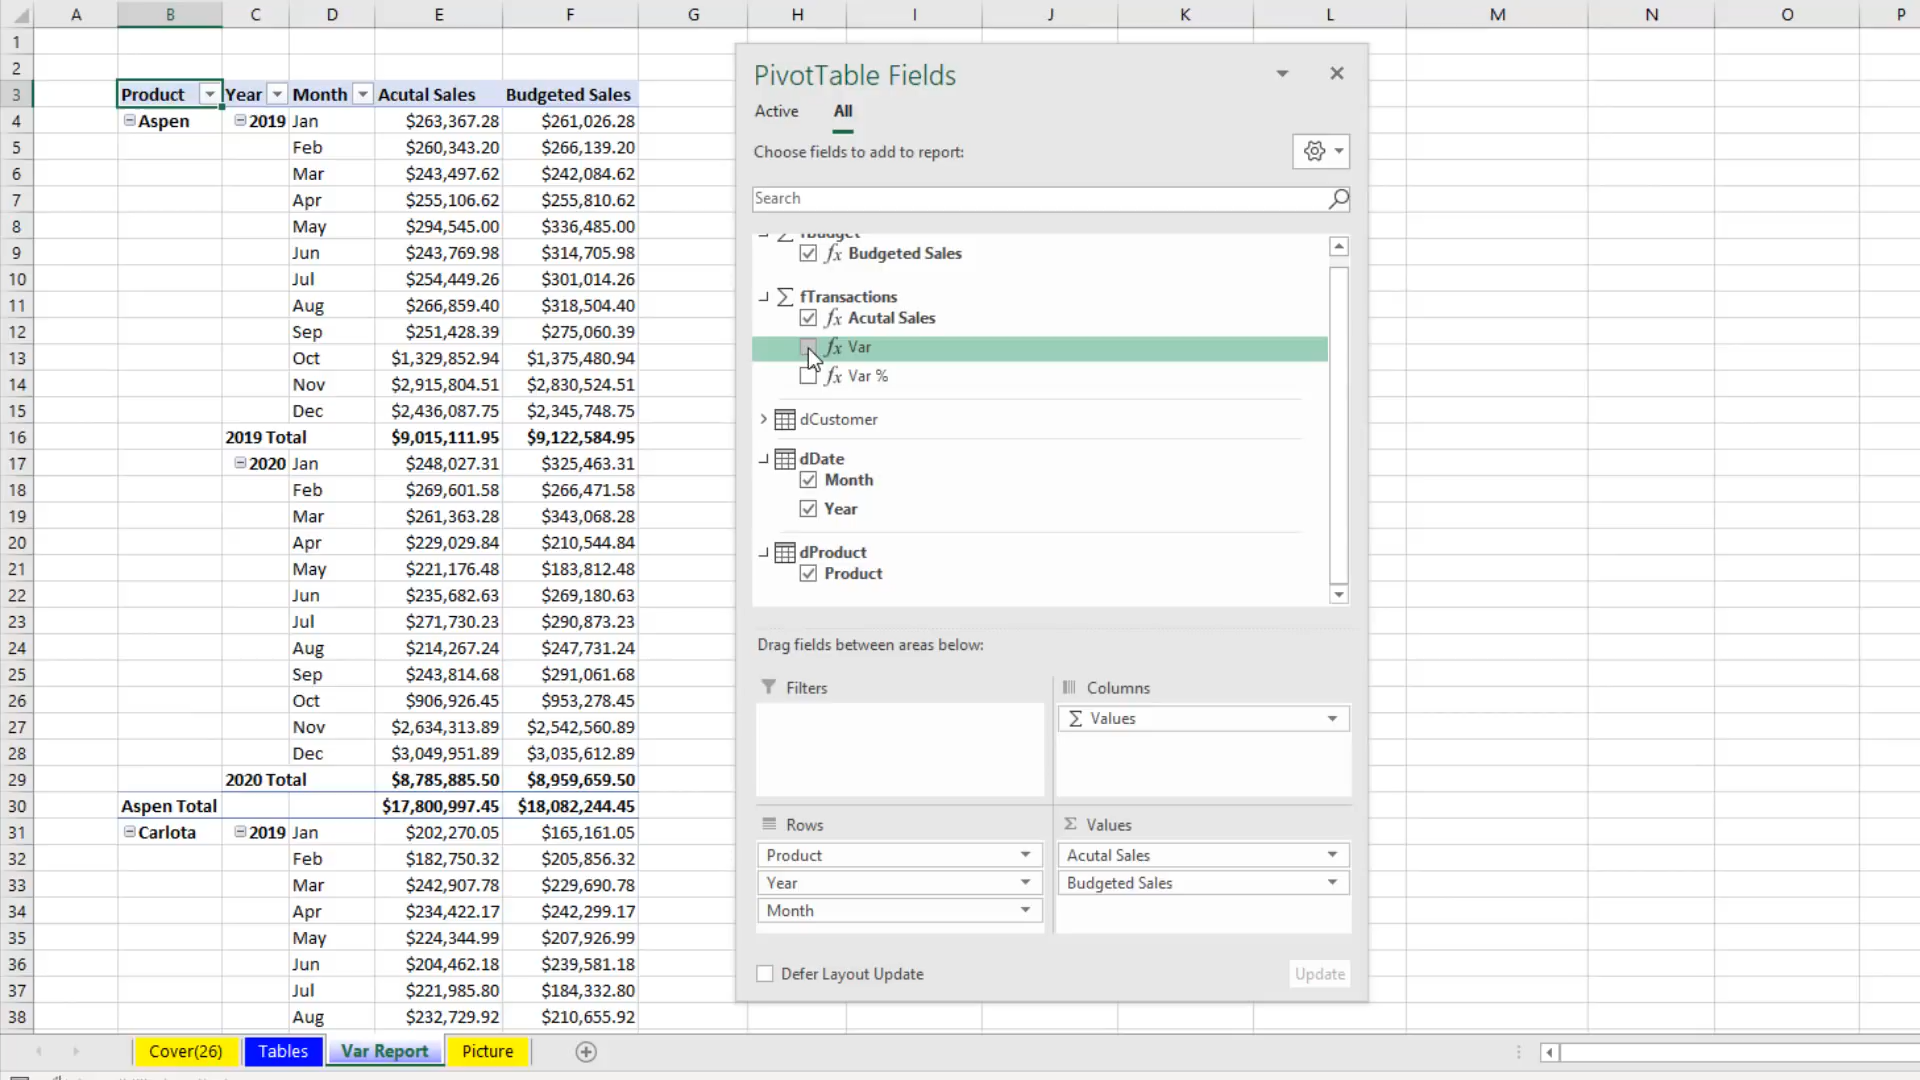 A B C D E F G H I J K L M N O P
1
2
3 Product Year Month Acutal Sales Budgeted Sales
4 Aspen 2019 Jan $263,367.28 $261,026.28
5 Feb $260,343.20 $266,139.20
6 Mar $243,497.62 $242,084.62
7 Apr $255,106.62 $255,810.62
8 May $294,545.00 $336,485.00
9 Jun $243,769.98 $314,705.98
10 Jul $254,449.26 $301,014.26
11 Aug $266,859.40 $318,504.40
12 Sep $251,428.39 $275,060.39
13 Oct $1,329,852.94 $1,375,480.94
14 Nov $2,915,804.51 $2,830,524.51
15 Dec $2,436,087.75 $2,345,748.75
16 2019 Total $9,015,111.95 $9,122,584.95
17 2020 Jan $248,027.31 $325,463.31
18 Feb $269,601.58 $266,471.58
19 Mar $261,363.28 $343,068.28
20 Apr $229,029.84 $210,544.84
21 May $221,176.48 $183,812.48
22 Jun $235,682.63 $269,180.63
23 Jul $271,730.23 $290,873.23
24 Aug $214,267.24 $247,731.24
25 Sep $243,814.68 $291,061.68
26 Oct $906,926.45 $953,278.45
27 Nov $2,634,313.89 $2,542,560.89
28 Dec $3,049,951.89 $3,035,612.89
29 2020 Total $8,785,885.50 $8,959,659.50
30 Aspen Total $17,800,997.45 $18,082,244.45
31 Carlota 2019 Jan $202,270.05 $165,161.05
32 Feb $182,750.32 $205,856.32
33 Mar $242,907.78 $229,690.78
34 Apr $234,422.17 $242,299.17
35 May $224,344.99 $207,926.99
36 Jun $204,462.18 $239,581.18
37 Jul $221,985.80 $184,332.80
38 Aug $232,729.92 $210,655.92
PivotTable Fields
Active All
Choose fields to add to report:
Search
fBudget
fx Budgeted Sales
fTransactions
fx Acutal Sales
fx Var
fx Var %
dCustomer
dDate
Month
Year
dProduct
Product
Drag fields between areas below:
Filters Columns
Σ Values
Rows Σ Values
Product Acutal Sales
Year Budgeted Sales
Month
Defer Layout Update Update
Cover(26) Tables Var Report Picture